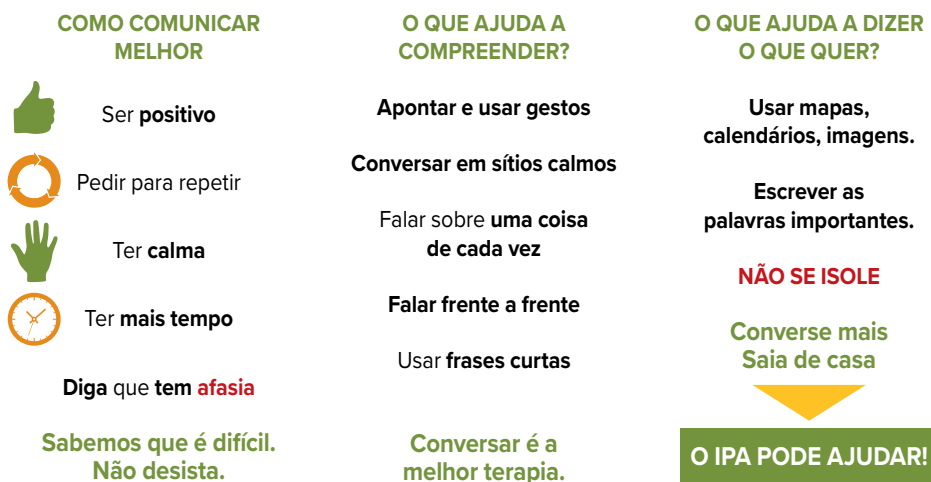 COMO COMUNICAR
MELHOR
Ser positivo
Pedir para repetir
Ter calma
Ter mais tempo
Diga que tem afasia
Sabemos que é difícil.
Não desista.
O QUE AJUDA A
COMPREENDER?
Apontar e usar gestos
Conversar em sítios calmos
Falar sobre uma coisa
de cada vez
Falar frente a frente
Usar frases curtas
Conversar é a
melhor terapia.
O QUE AJUDA A DIZER
O QUE QUER?
Usar mapas,
calendários, imagens.
Escrever as
palavras importantes.
NÃO SE ISOLE
Converse mais
Saia de casa
O IPA PODE AJUDAR!